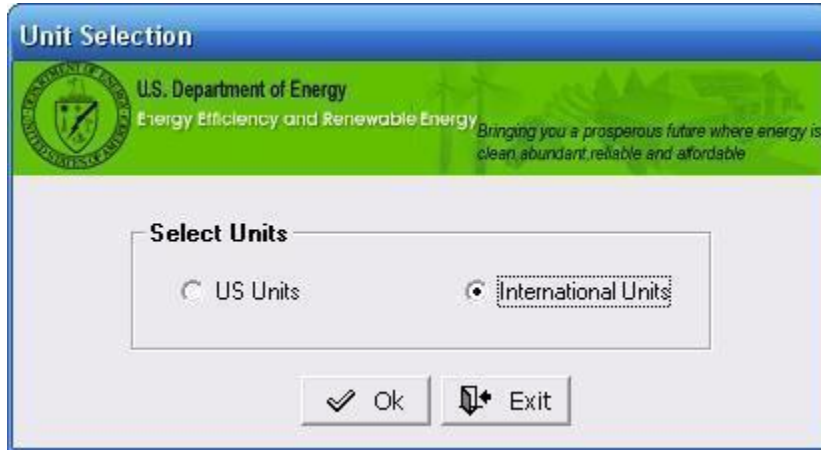 Unit Selection
U.S. Department of Energy
Energy Efficiency and Renewable Energy
Bringing you a prosperous future where energy is
clean,abundant,reliable and affordable
Select Units
US Units
International Units
Ok
Exit